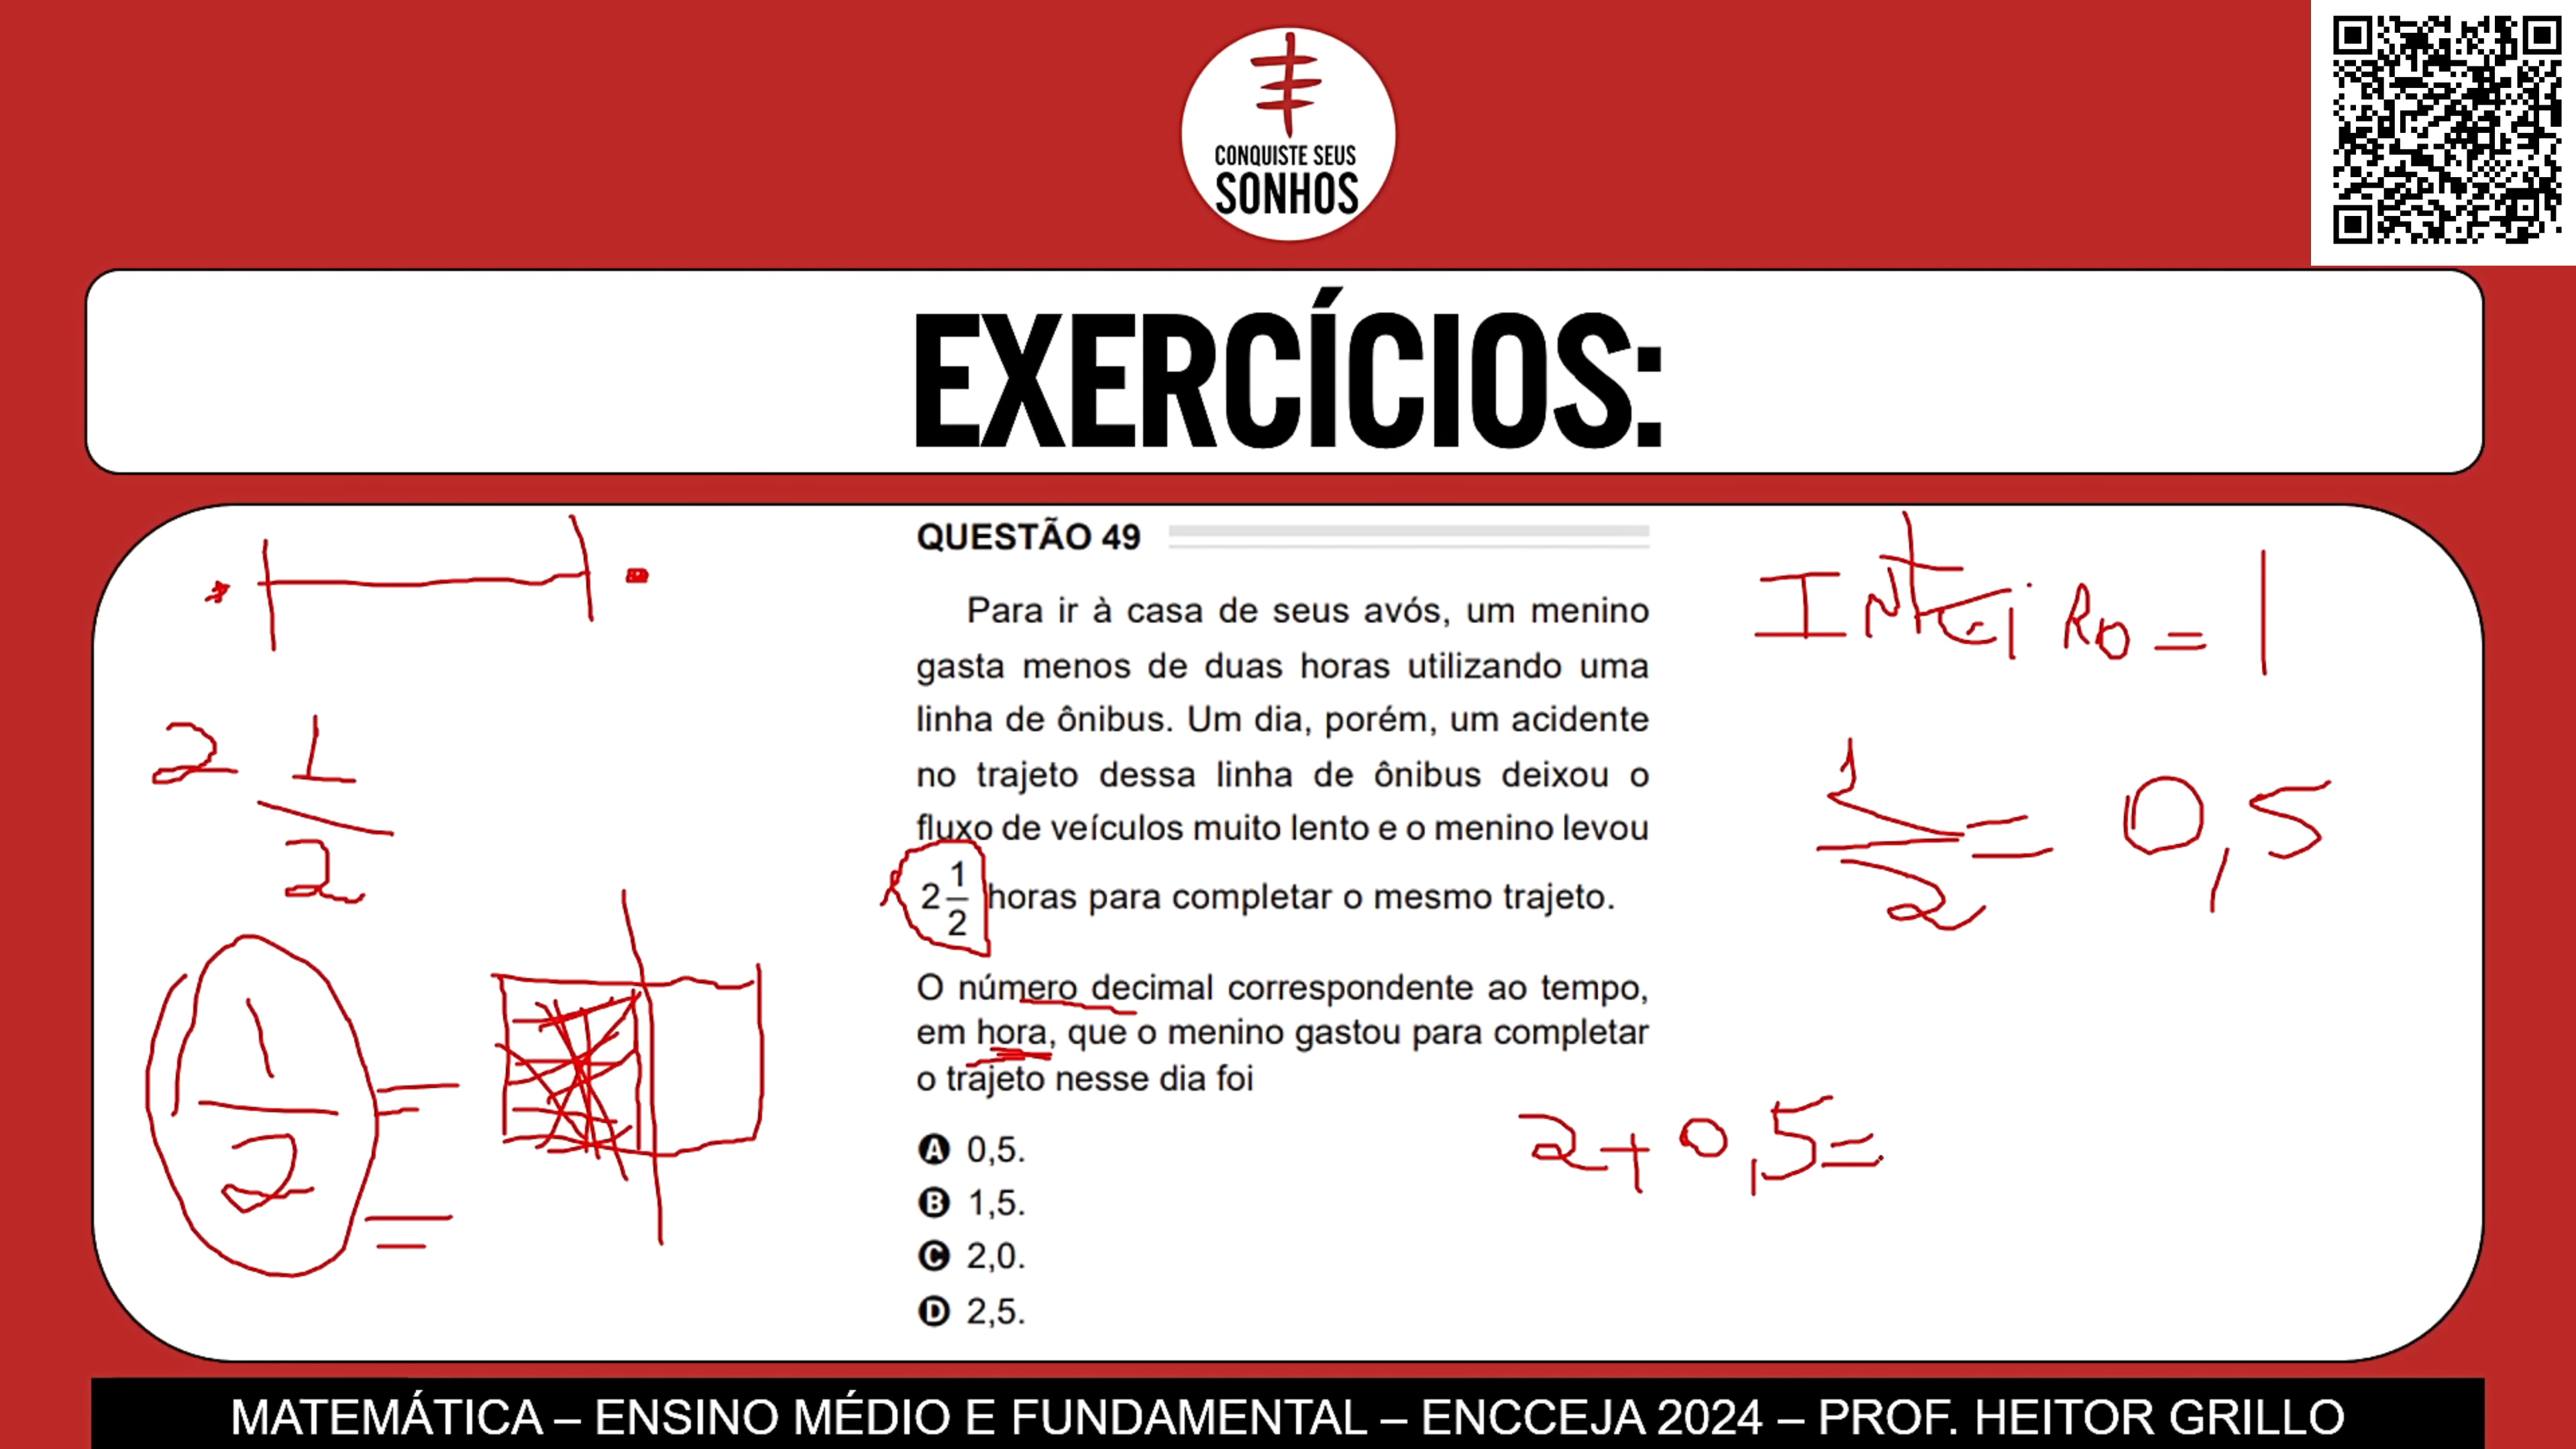 CONQUISTE SEUS
SONHOS
EXERCÍCIOS:
QUESTÃO 49
Para ir à casa de seus avós, um menino
gasta menos de duas horas utilizando uma
linha de ônibus. Um dia, porém, um acidente
no trajeto dessa linha de ônibus deixou o
fluxo de veículos muito lento e o menino levou
2 1/2 horas para completar o mesmo trajeto.
O número decimal correspondente ao tempo,
em hora, que o menino gastou para completar
o trajeto nesse dia foi
A 0,5.
B 1,5.
C 2,0.
D 2,5.
2 1/2
1/2 =
=
InteiRo = 1
1/2 = 0,5
2+0,5=
MATEMÁTICA – ENSINO MÉDIO E FUNDAMENTAL – ENCCEJA 2024 – PROF. HEITOR GRILLO